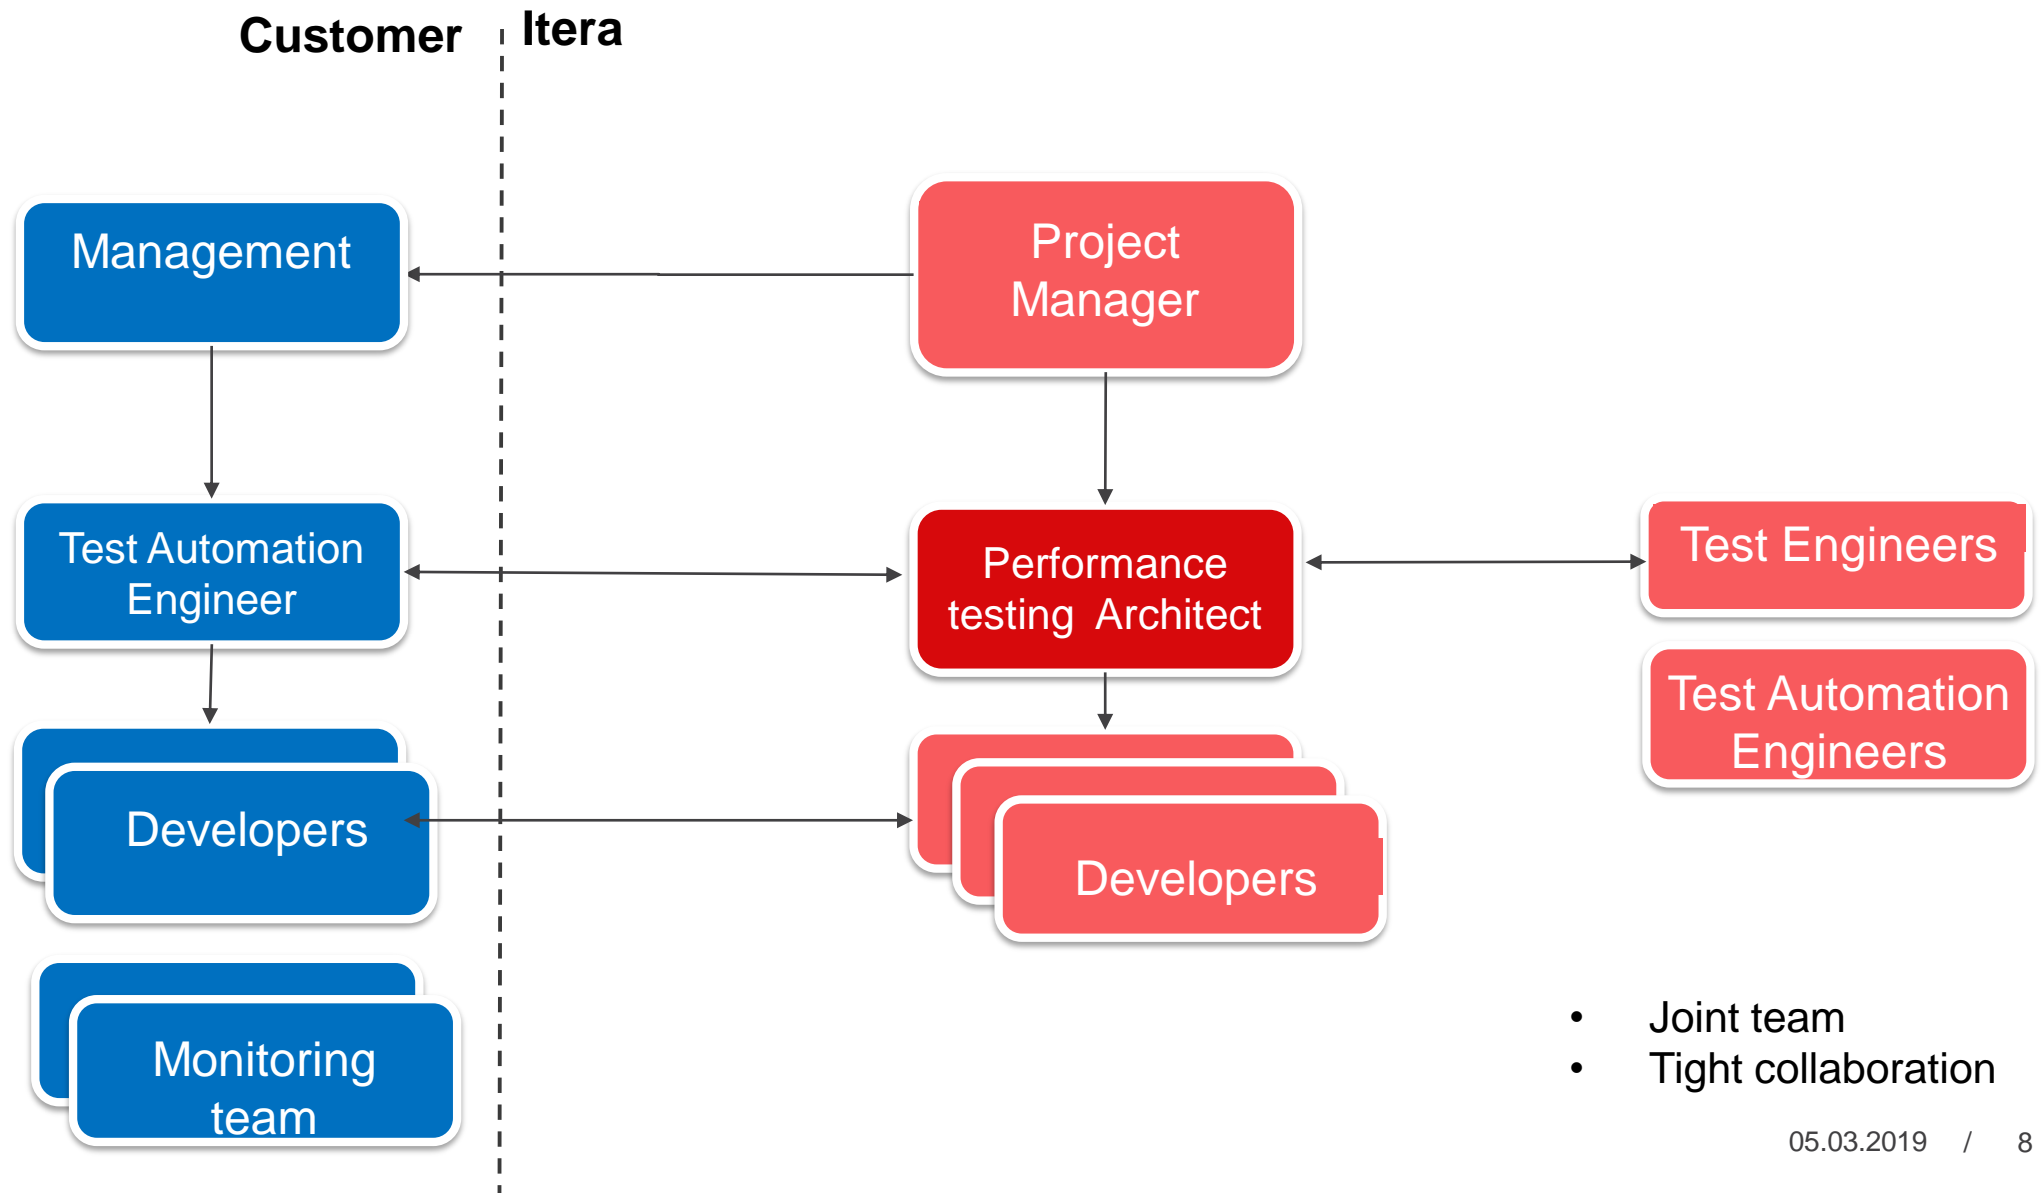 Customer
Itera
Management
Project
Manager
Test Automation
Engineer
Performance
testing  Architect
Test Engineers
Test Automation
Engineers
Developers
Developers
Monitoring
team
• Joint team
• Tight collaboration
05.03.2019 / 8